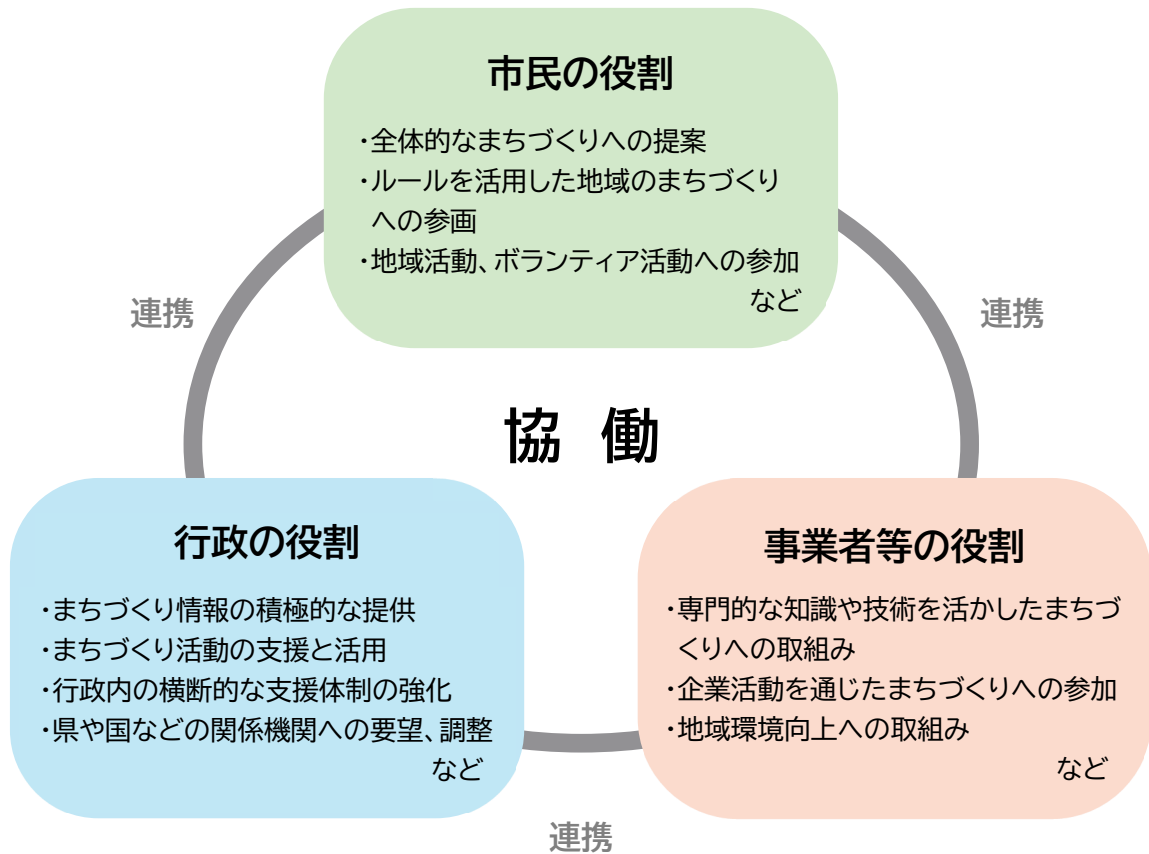 市民の役割
・全体的なまちづくりへの提案
・ルールを活用した地域のまちづくり
への参画
・地域活動、ボランティア活動への参加
など
連携
連携
協 働
行政の役割
・まちづくり情報の積極的な提供
・まちづくり活動の支援と活用
・行政内の横断的な支援体制の強化
・県や国などの関係機関への要望、調整
など
事業者等の役割
・専門的な知識や技術を活かしたまちづ
くりへの取組み
・企業活動を通じたまちづくりへの参加
・地域環境向上への取組み
など
連携